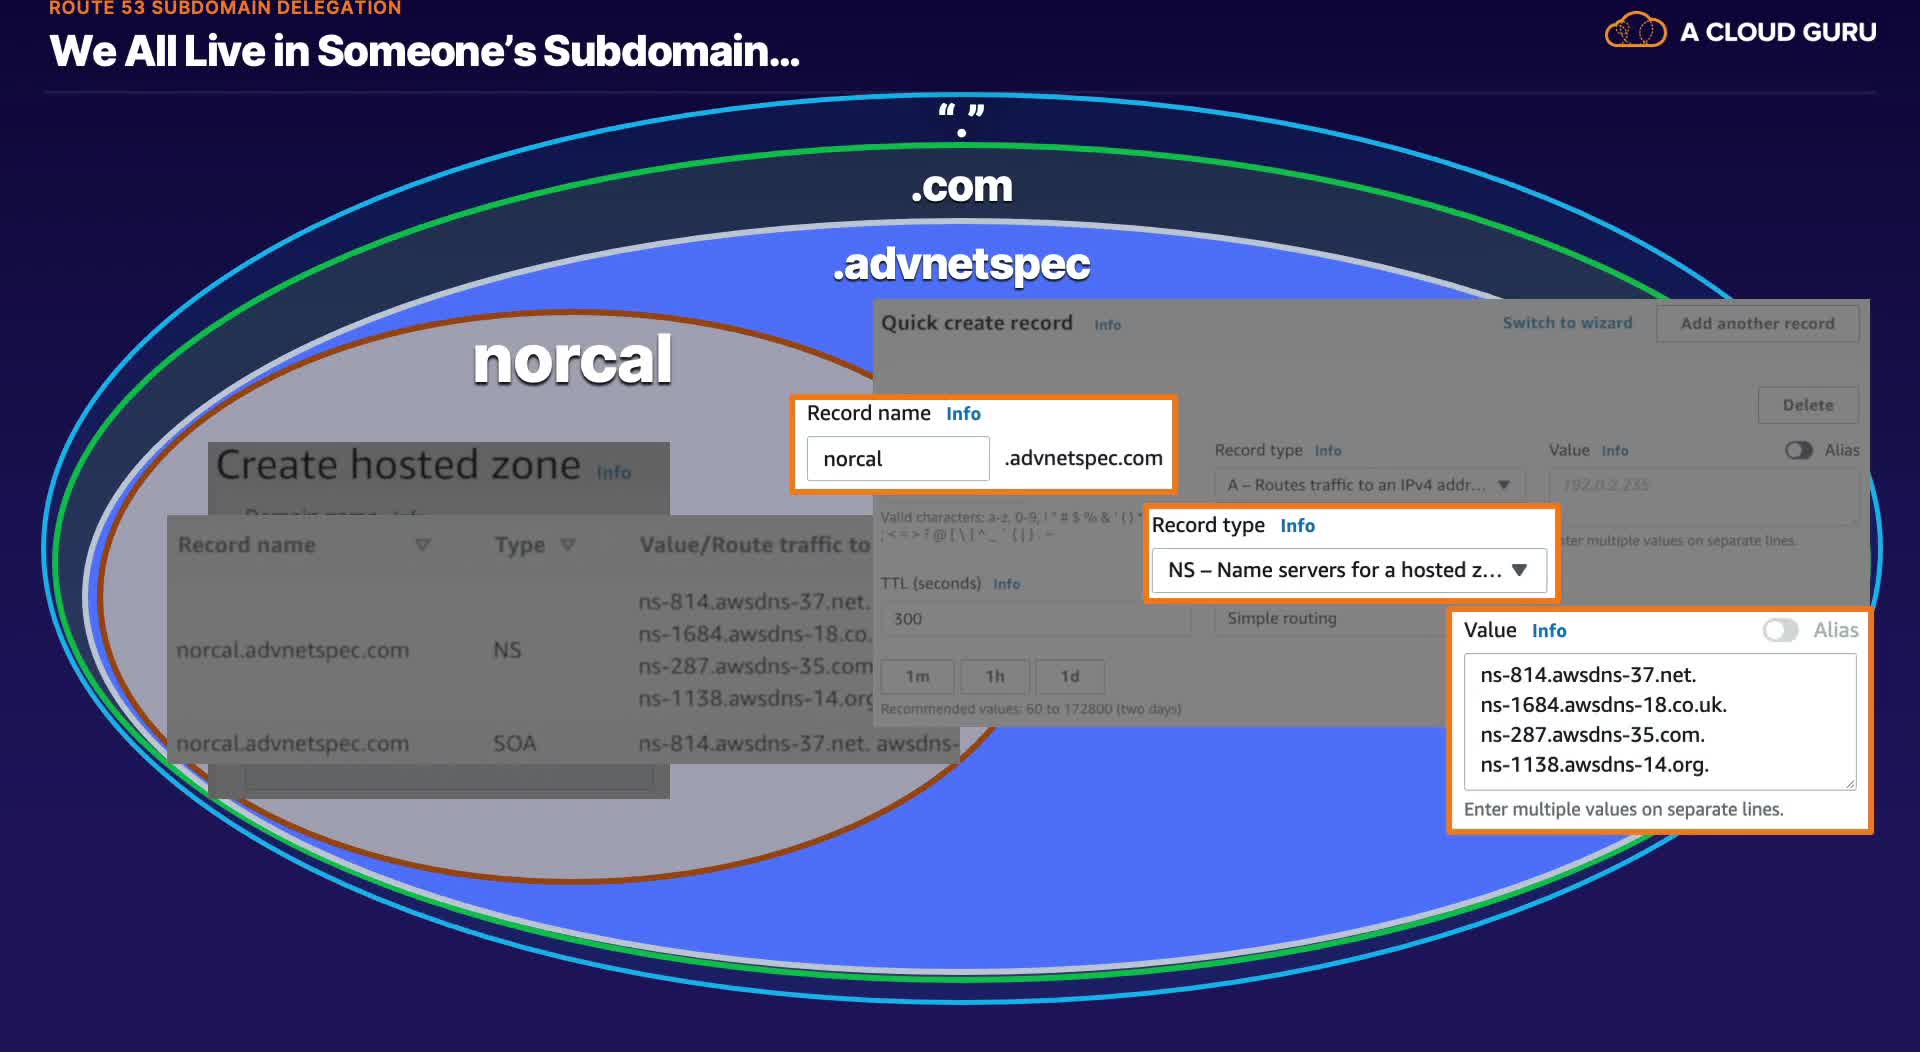 ROUTE 53 SUBDOMAIN DELEGATION
We All Live in Someone's Subdomain...
A CLOUD GURU
“.”
.com
.advnetspec
norcal
Create hosted zone Info
Record name Type Value/Route traffic to
norcal.advnetspec.com NS
ns-814.awsdns-37.net.
ns-1684.awsdns-18.co.
ns-287.awsdns-35.com
ns-1138.awsdns-14.org
norcal.advnetspec.com SOA ns-814.awsdns-37.net. awsdns-
Quick create record Info
Switch to wizard
Add another record
Delete
Record name Info
norcal .advnetspec.com
Record type Info
A – Routes traffic to an IPv4 addr...
Value Info Alias
192.0.2.235
Valid characters: a-z, 0-9, ! " # $ % & ' ( ) *
Record type Info
NS – Name servers for a hosted z...
enter multiple values on separate lines.
TTL (seconds) Info
300
Simple routing
1m 1h 1d
Recommended values: 60 to 172800 (two days)
Value Info Alias
ns-814.awsdns-37.net.
ns-1684.awsdns-18.co.uk.
ns-287.awsdns-35.com.
ns-1138.awsdns-14.org.
Enter multiple values on separate lines.